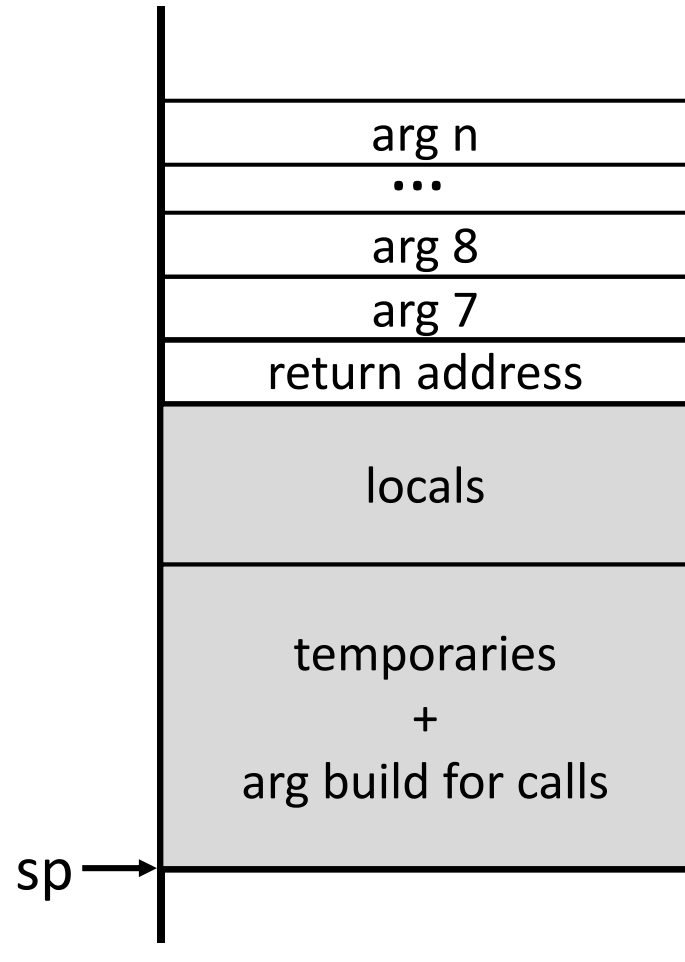 arg n
...
arg 8
arg 7
return address
locals
temporaries
+
arg build for calls
sp